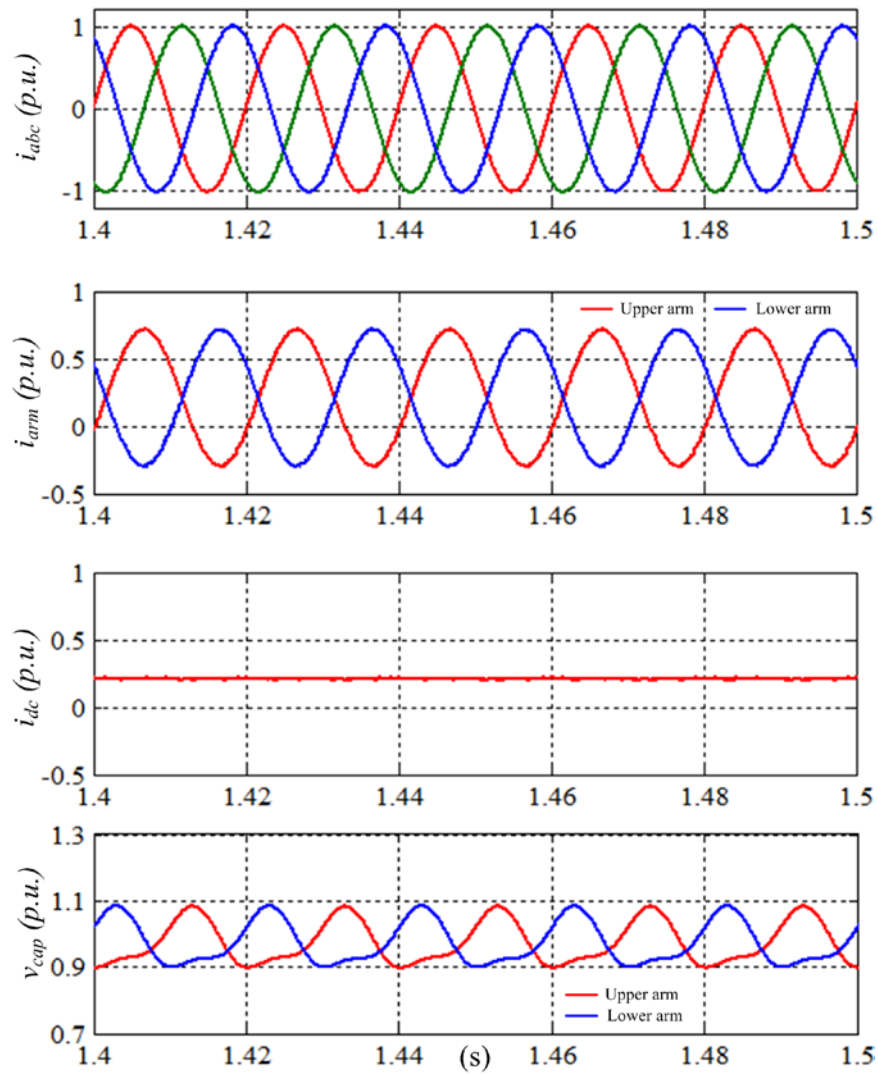 i_abc (p.u.)
1
0
-1
1.4 1.42 1.44 1.46 1.48 1.5
i_arm (p.u.)
1
0.5
0
-0.5
Upper arm Lower arm
1.4 1.42 1.44 1.46 1.48 1.5
i_dc (p.u.)
1
0.5
0
-0.5
1.4 1.42 1.44 1.46 1.48 1.5
v_cap (p.u.)
1.3
1.1
0.9
0.7
Upper arm
Lower arm
1.4 1.42 1.44 1.46 1.48 1.5
(s)